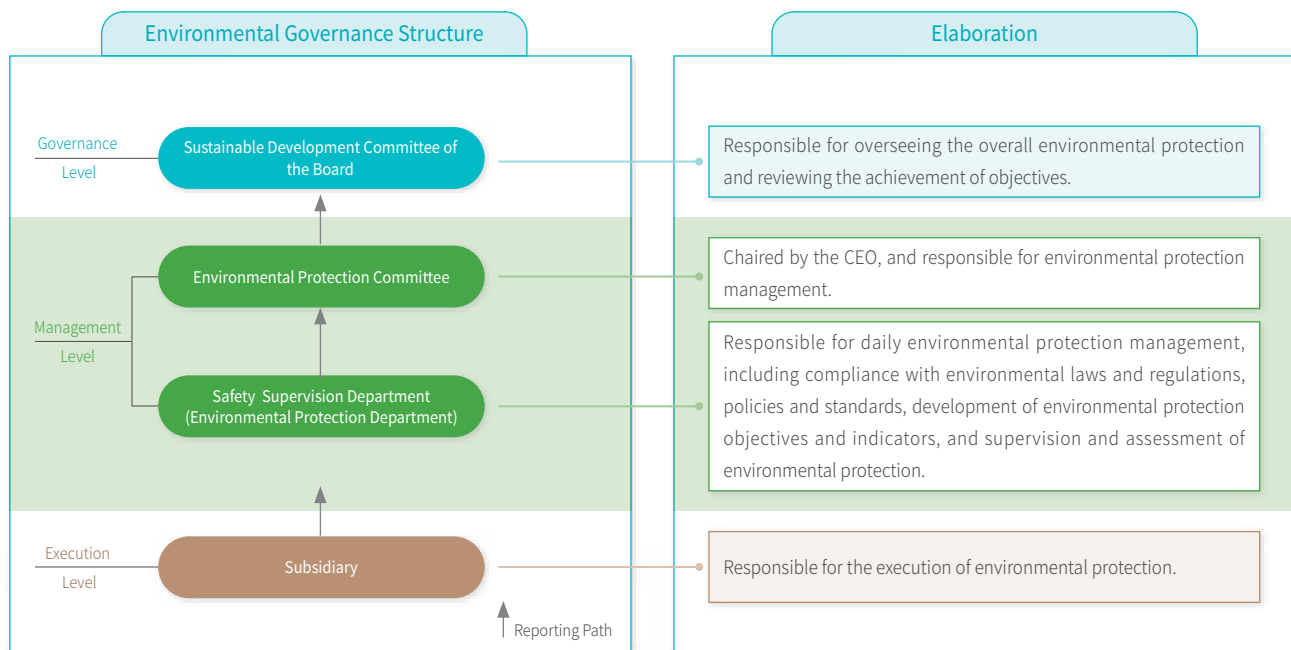 Environmental Governance Structure
Elaboration
Governance
Level
Sustainable Development Committee of
the Board
Responsible for overseeing the overall environmental protection
and reviewing the achievement of objectives.
Management
Level
Environmental Protection Committee
Chaired by the CEO, and responsible for environmental protection
management.
Safety Supervision Department
(Environmental Protection Department)
Responsible for daily environmental protection management,
including compliance with environmental laws and regulations,
policies and standards, development of environmental protection
objectives and indicators, and supervision and assessment of
environmental protection.
Execution
Level
Subsidiary
Responsible for the execution of environmental protection.
Reporting Path